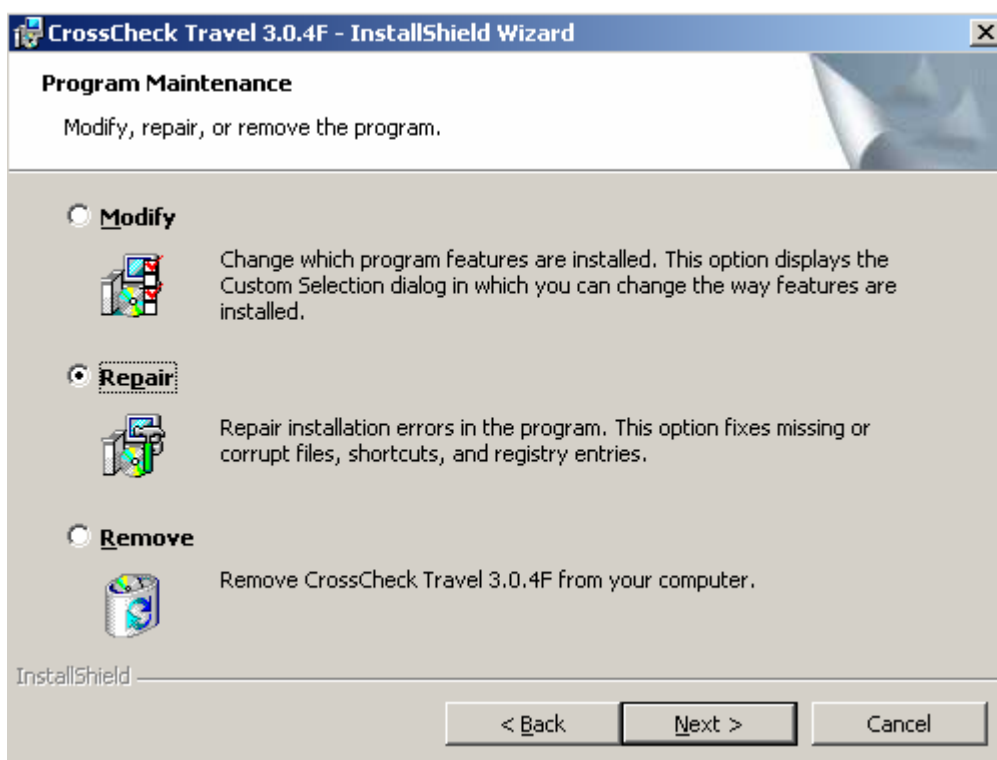 CrossCheck Travel 3.0.4F - InstallShield Wizard
Program Maintenance
Modify, repair, or remove the program.
Modify
Change which program features are installed. This option displays the
Custom Selection dialog in which you can change the way features are
installed.
Repair
Repair installation errors in the program. This option fixes missing or
corrupt files, shortcuts, and registry entries.
Remove
Remove CrossCheck Travel 3.0.4F from your computer.
InstallShield
< Back Next > Cancel